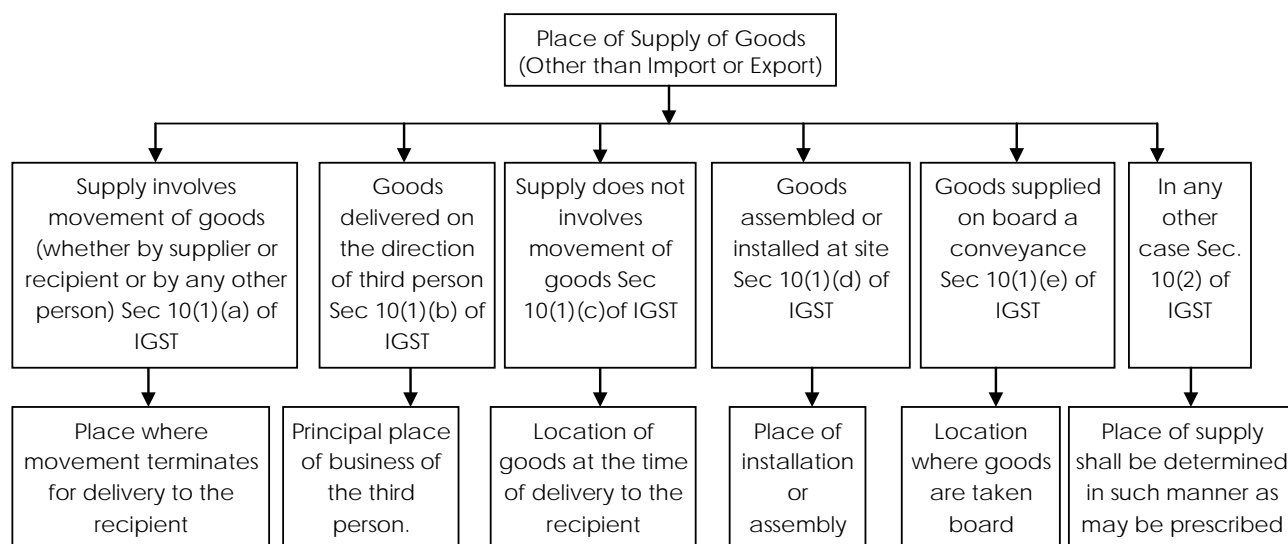 Place of Supply of Goods
(Other than Import or Export)
Supply involves
movement of goods
(whether by supplier or
recipient or by any other
person) Sec 10(1)(a) of
IGST
Goods
delivered on
the direction
of third person
Sec 10(1)(b) of
IGST
Supply does not
involves
movement of
goods Sec
10(1)(c)of IGST
Goods
assembled or
installed at site
Sec 10(1)(d) of
IGST
Goods supplied
on board a
conveyance
Sec 10(1)(e) of
IGST
In any
other
case Sec.
10(2) of
IGST
Place where
movement terminates
for delivery to the
recipient
Principal place
of business of
the third
person.
Location of
goods at the time
of delivery to the
recipient
Place of
installation
or
assembly
Location
where goods
are taken
board
Place of supply
shall be determined
in such manner as
may be prescribed